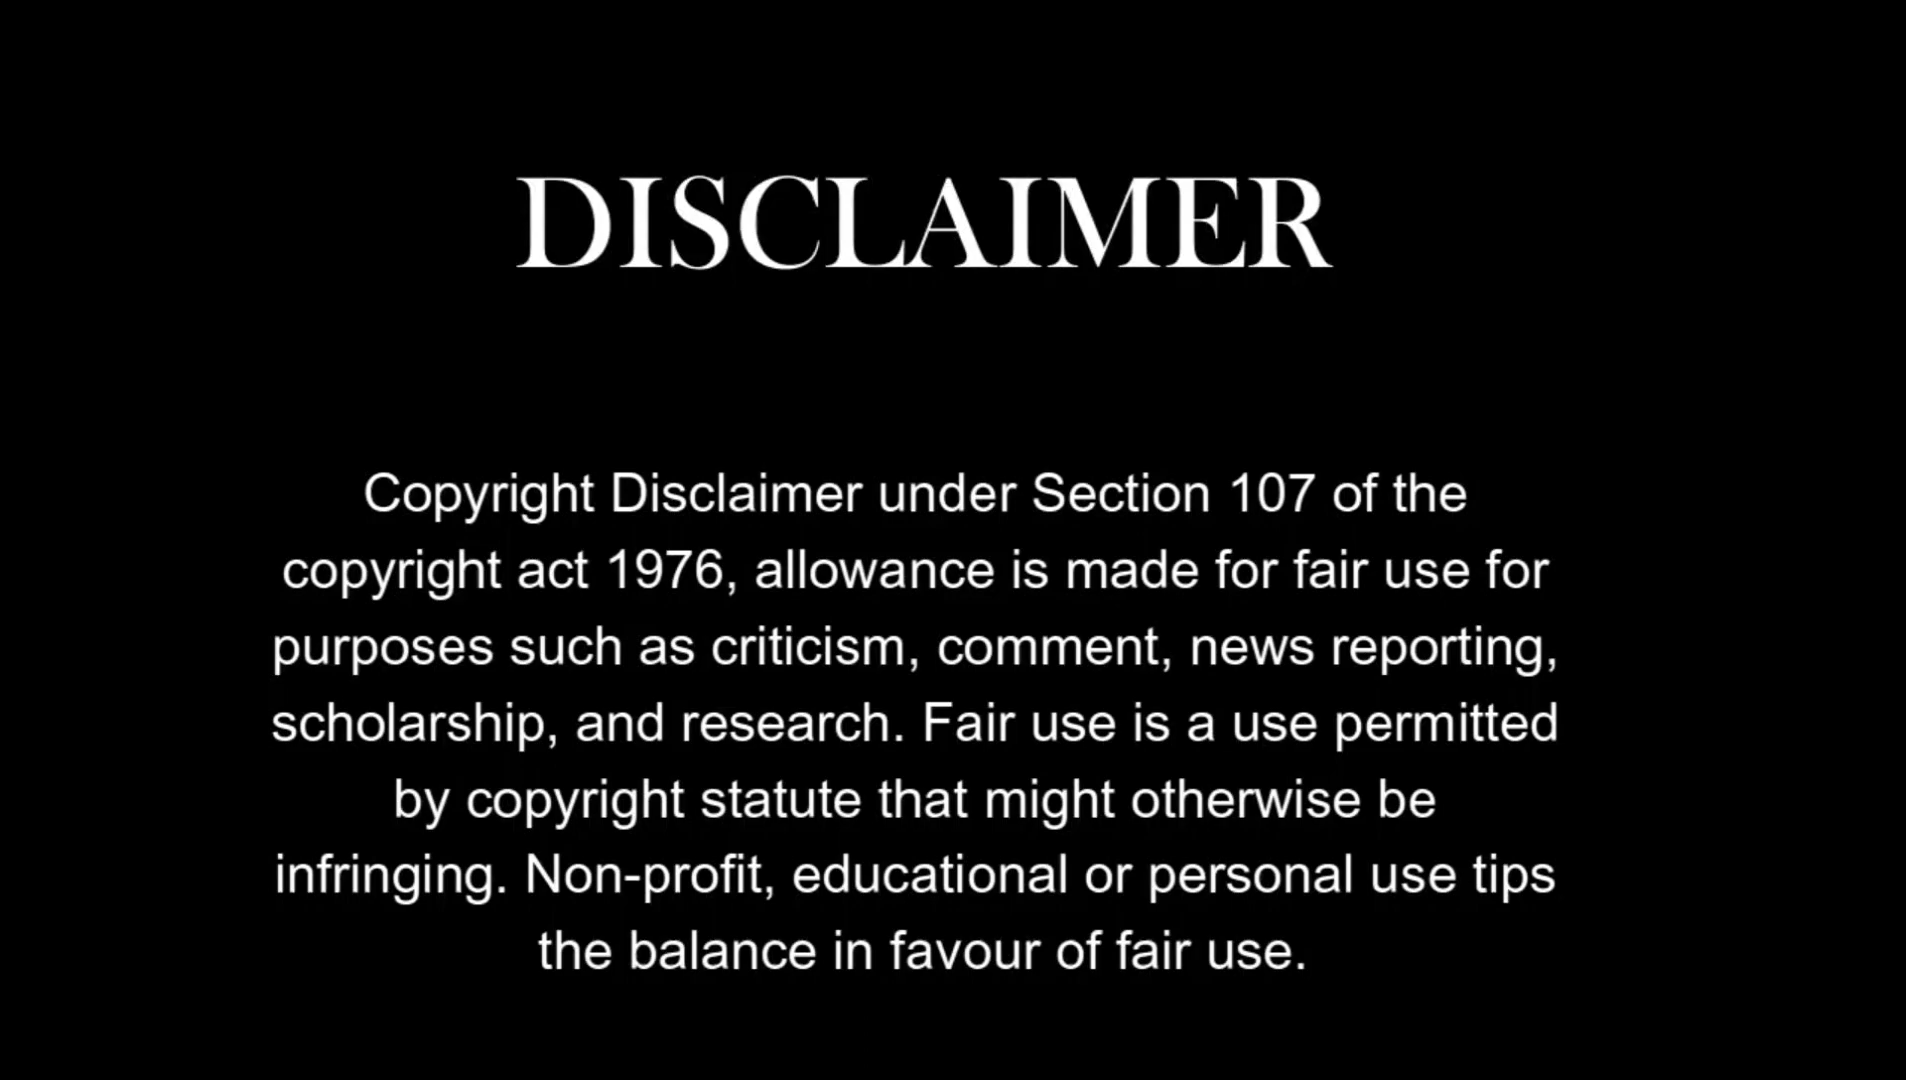 DISCLAIMER
Copyright Disclaimer under Section 107 of the
copyright act 1976, allowance is made for fair use for
purposes such as criticism, comment, news reporting,
scholarship, and research. Fair use is a use permitted
by copyright statute that might otherwise be
infringing. Non-profit, educational or personal use tips
the balance in favour of fair use.